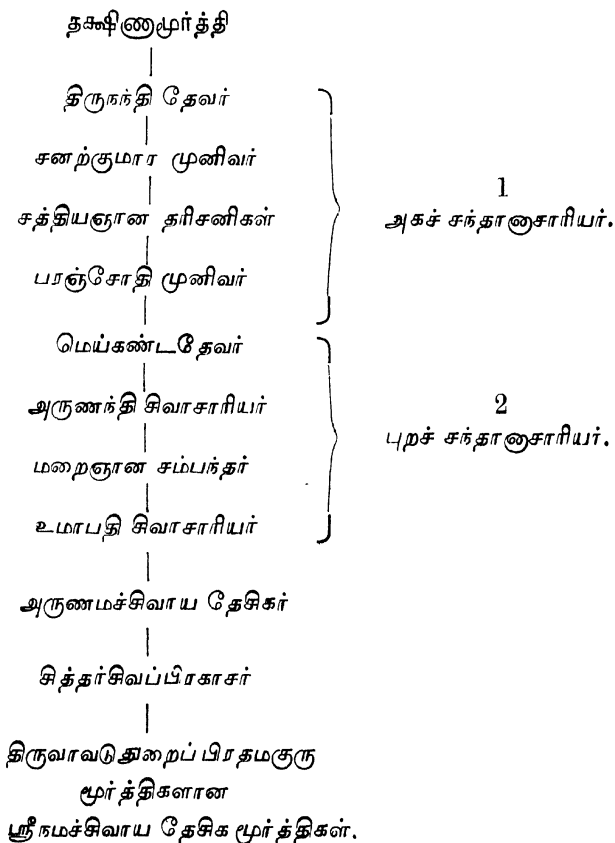 தக்ஷிணாமூர்த்தி
திருநந்தி தேவர்
சனற்குமார முனிவர்
1
சத்தியஞான தரிசனிகள்
அகச் சந்தானாசாரியர்.
பரஞ்சோதி முனிவர்
மெய்கண்டதேவர்
அருணந்தி சிவாசாரியர்
2
புறச் சந்தானாசாரியர்.
மறைஞான சம்பந்தர்
உமாபதி சிவாசாரியர்
அருணமச்சிவாய தேசிகர்
சித்தர்சிவப்பிரகாசர்
திருவாவடுதுறைப் பிரதமகுரு
மூர்த்திகளான
ஸ்ரீநமச்சிவாய தேசிக மூர்த்திகள்.